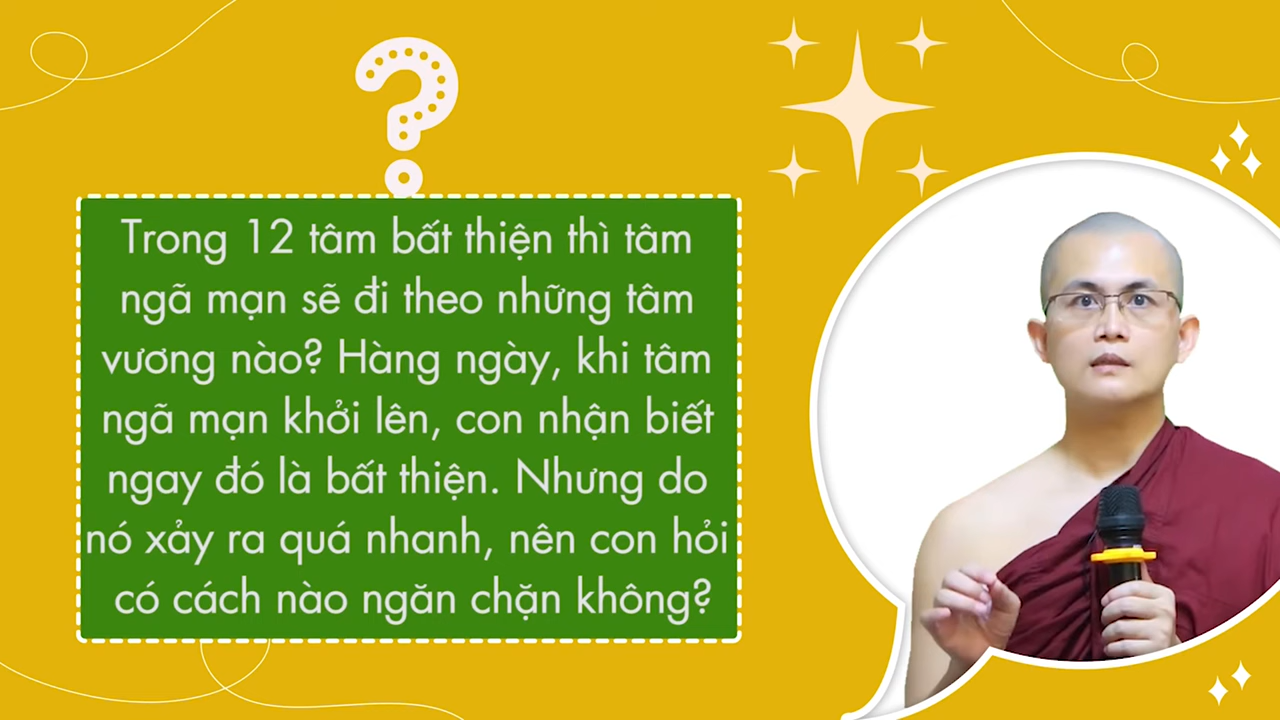 Trong 12 tâm bất thiện thì tâm
ngã mạn sẽ đi theo những tâm
vương nào? Hàng ngày, khi tâm
ngã mạn khởi lên, con nhận biết
ngay đó là bất thiện. Nhưng do
nó xảy ra quá nhanh, nên con hỏi
có cách nào ngăn chặn không?